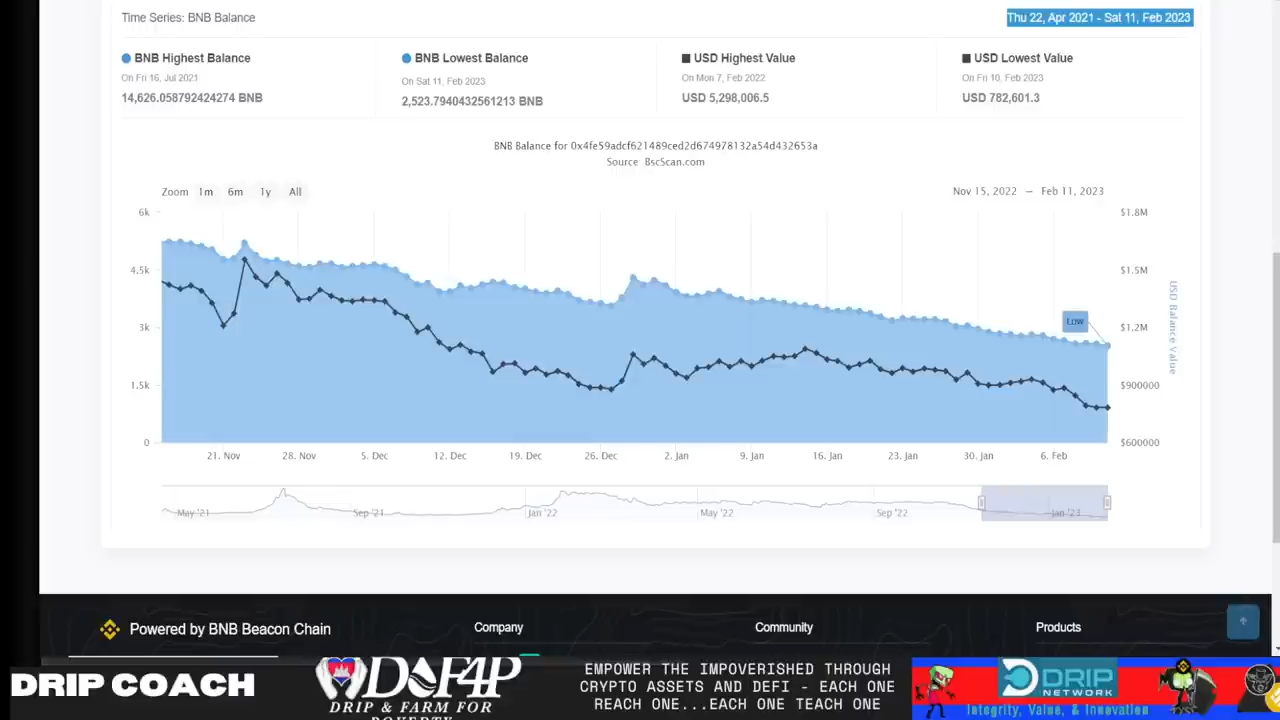 Time Series: BNB Balance
Thu 22, Apr 2021 - Sat 11, Feb 2023
BNB Highest Balance
On Fri 16, Jul 2021
14,626.058792424274 BNB
BNB Lowest Balance
On Sat 11, Feb 2023
2,523.7940432561213 BNB
USD Highest Value
On Mon 7, Feb 2022
USD 5,298,006.5
USD Lowest Value
On Fri 10, Feb 2023
USD 782,601.3
BNB Balance for 0x4fe59adcf621489ced2d674978132a54d432653a
Source BscScan.com
Zoom 1m 6m 1y All
Nov 15, 2022 → Feb 11, 2023
6k
4.5k
3k
1.5k
0
$1.8M
$1.5M
$1.2M
$900000
$600000
USD Balance Value
Low
21. Nov 28. Nov 5. Dec 12. Dec 19. Dec 26. Dec 2. Jan 9. Jan 16. Jan 23. Jan 30. Jan 6. Feb
May '21 Sep '21 Jan '22 May '22 Sep '22 Jan '23
Powered by BNB Beacon Chain
Company
Community
Products
DRIP COACH
DAF4P
DRIP & FARM FOR
POVERTY
EMPOWER THE IMPOVERISHED THROUGH
CRYPTO ASSETS AND DEFI - EACH ONE
REACH ONE...EACH ONE TEACH ONE
DRIP
NETWORK
Integrity, Value, & Innovation